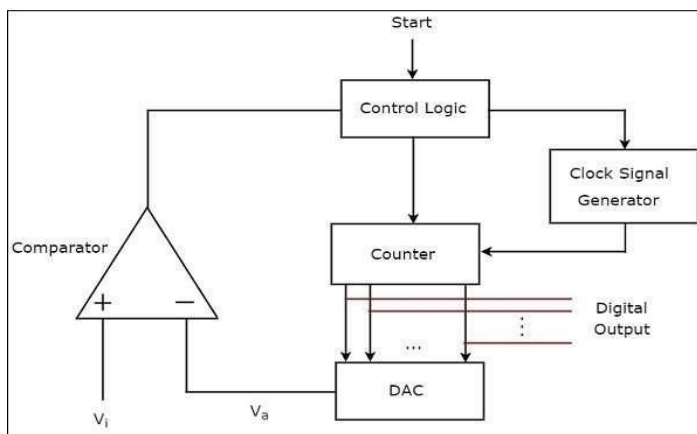 Start
Control Logic
Clock Signal
Generator
Comparator
Counter
+
−
Digital
Output
...
DAC
Vi
Va